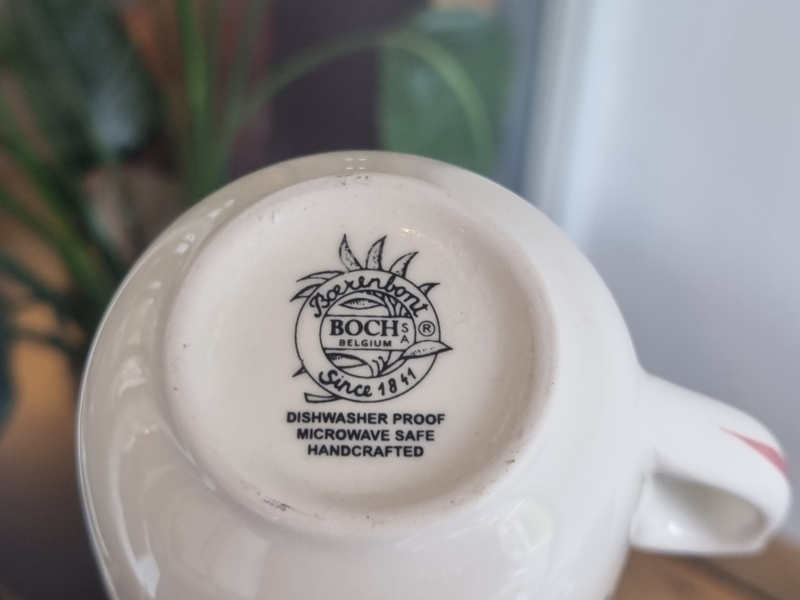 Boerenbont
BOCH S A ®
BELGIUM
Since 1841
DISHWASHER PROOF
MICROWAVE SAFE
HANDCRAFTED